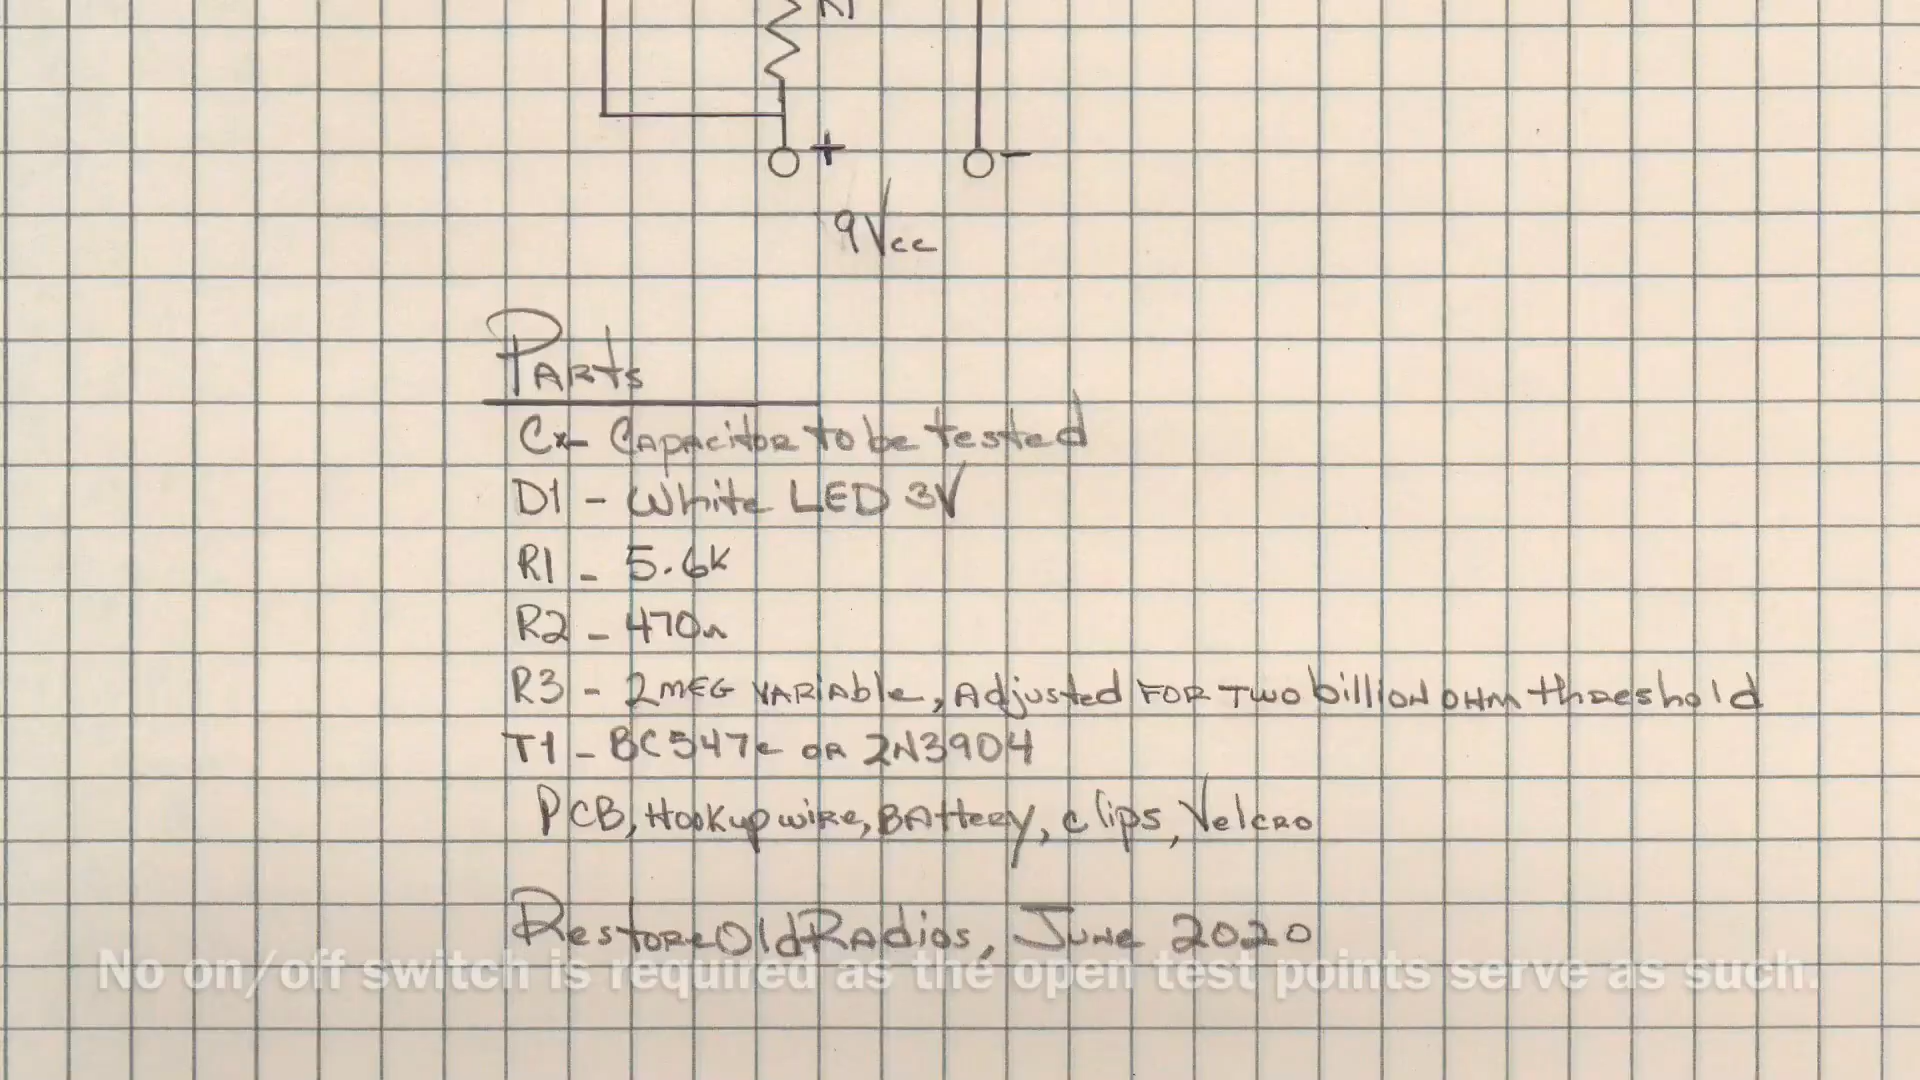 R1
+ -
9Vcc
Parts
Cx- Capacitor to be tested
D1 - White LED 3V
R1 - 5.6K
R2 - 470Ω
R3 - 2MEG VARiable, Adjusted FOR TWO billion OHM threshold
T1 - BC547c OR 2N3904
PCB, Hookup wire, BAttery, clips, Velcro
RestoreOldRadios, June 2020
No on/off switch is required as the open test points serve as such.